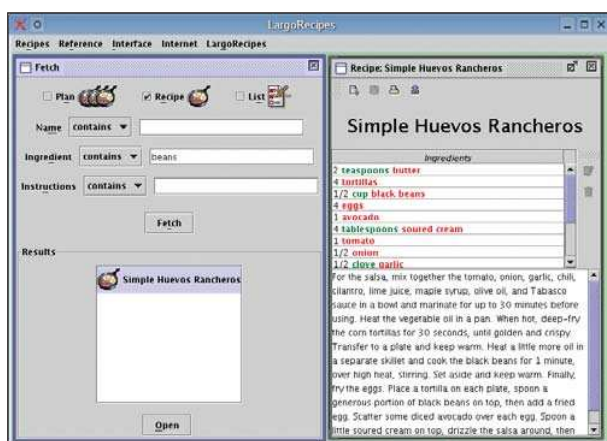 LargoRecipes
Recipes Reference Interface Internet LargoRecipes
Fetch
Plan Recipe List
Name contains
Ingredient contains beans
Instructions contains
Fetch
Results
Simple Huevos Rancheros
Open
Recipe: Simple Huevos Rancheros
Simple Huevos Rancheros
Ingredients
2 teaspoons butter
4 tortillas
1/2 cup black beans
4 eggs
1 avocado
4 tablespoons soured cream
1 tomato
1/2 onion
1/2 clove garlic
For the salsa, mix together the tomato, onion, garlic, chili,
cilantro, lime juice, maple syrup, olive oil, and Tabasco
sauce in a bowl and marinate for up to 30 minutes before
using. Heat the vegetable oil in a pan. When hot, deep-fry
the corn tortillas for 30 seconds, until golden and crispy.
Transfer to a plate and keep warm. Heat a little more oil in
a separate skillet and cook the black beans for 1 minute,
over high heat, stirring. Set aside and keep warm. Finally,
fry the eggs. Place a tortilla on each plate, spoon a
generous portion of black beans on top, then add a fried
egg. Scatter some diced avocado over each egg. Spoon a
little soured cream on top, drizzle the salsa around, then